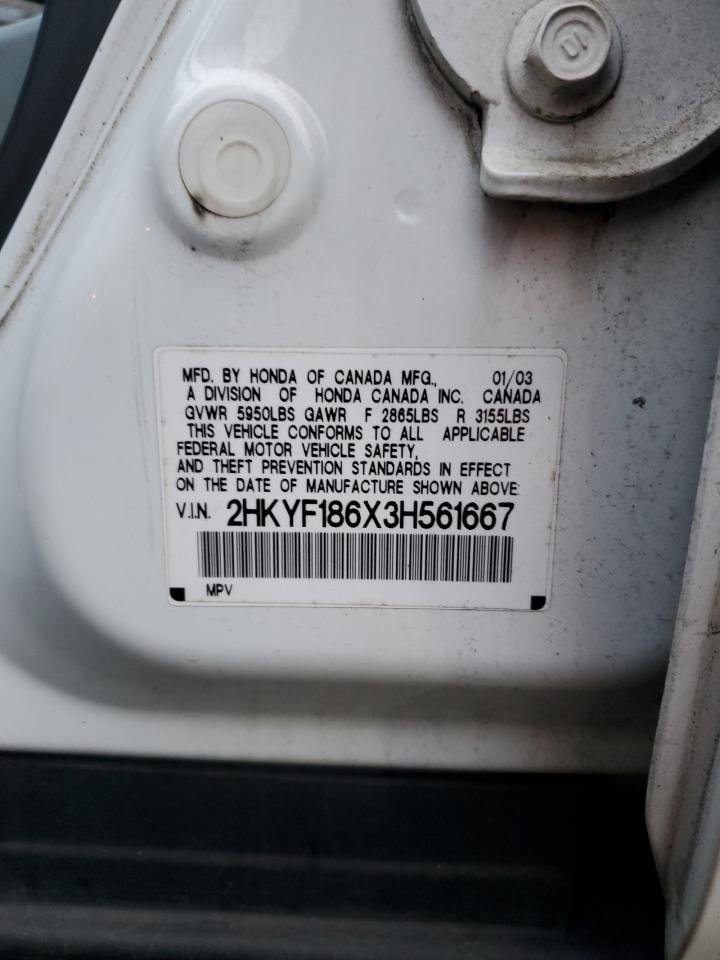 MFD. BY HONDA OF CANADA MFG., 01/03
A DIVISION OF HONDA CANADA INC. CANADA
GVWR 5950LBS GAWR F 2865LBS R 3155LBS
THIS VEHICLE CONFORMS TO ALL APPLICABLE
FEDERAL MOTOR VEHICLE SAFETY,
AND THEFT PREVENTION STANDARDS IN EFFECT
ON THE DATE OF MANUFACTURE SHOWN ABOVE.
V.I.N. 2HKYF186X3H561667
MPV